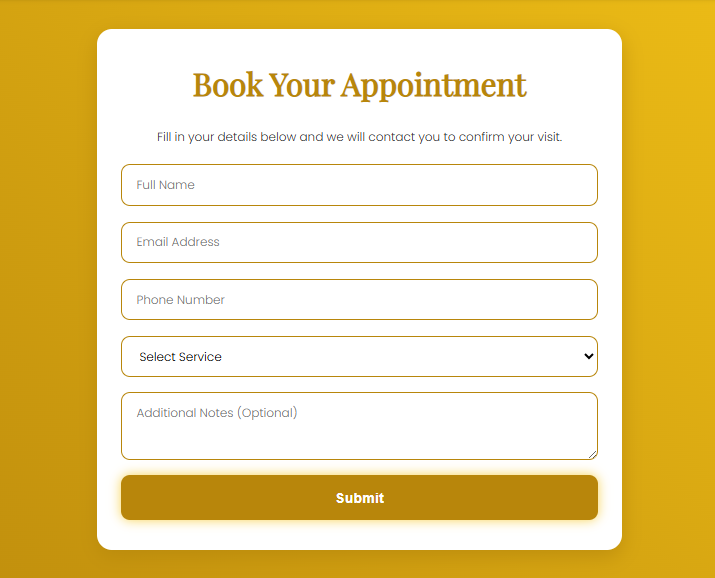 Book Your Appointment
Fill in your details below and we will contact you to confirm your visit.
Full Name
Email Address
Phone Number
Select Service
Additional Notes (Optional)
Submit